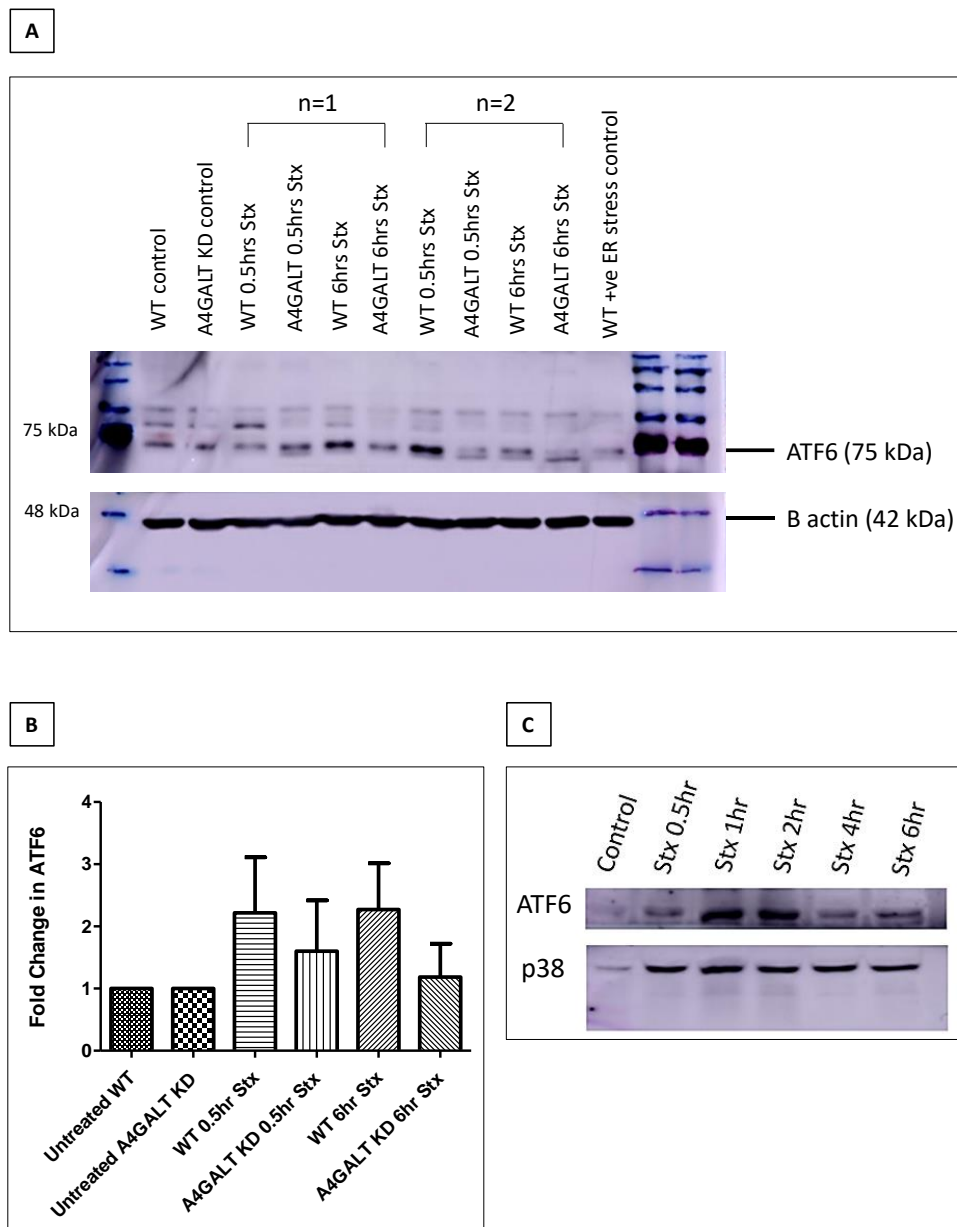 A
n=1
n=2
WT control
A4GALT KD control
WT 0.5hrs Stx
A4GALT 0.5hrs Stx
WT 6hrs Stx
A4GALT 6hrs Stx
WT 0.5hrs Stx
A4GALT 0.5hrs Stx
WT 6hrs Stx
A4GALT 6hrs Stx
WT +ve ER stress control
75 kDa
ATF6 (75 kDa)
48 kDa
B actin (42 kDa)
B
Fold Change in ATF6
4
3
2
1
0
Untreated WT
Untreated A4GALT KD
WT 0.5hr Stx
A4GALT KD 0.5hr Stx
WT 6hr Stx
A4GALT KD 6hr Stx
C
Control
Stx 0.5hr
Stx 1hr
Stx 2hr
Stx 4hr
Stx 6hr
ATF6
p38